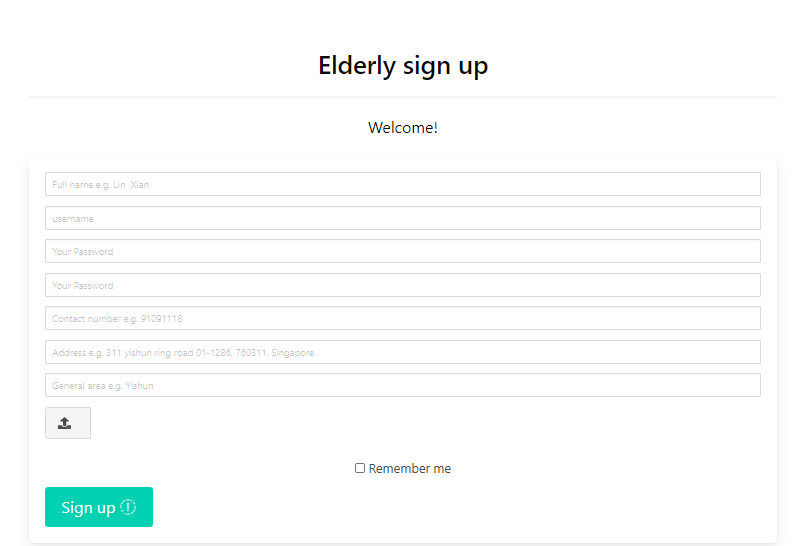 Elderly sign up
Welcome!
Full name e.g. Lin Xian
username
Your Password
Your Password
Contact number e.g. 91091118
Address e.g. 311 yishun ring road 01-1286, 760311, Singapore
General area e.g. Yishun
Remember me
Sign up